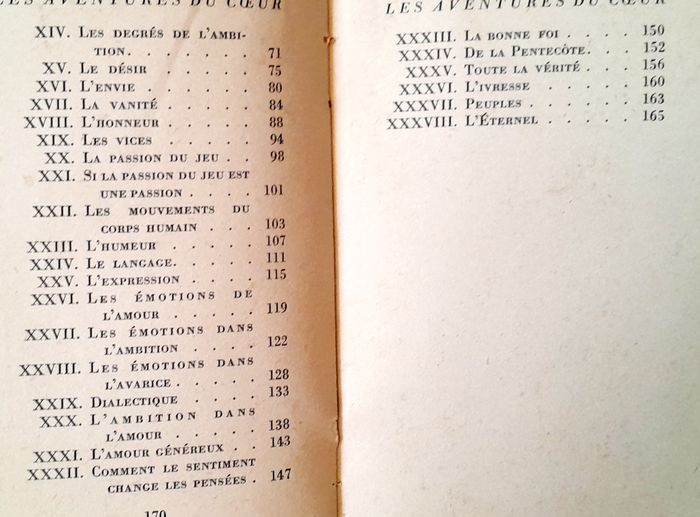 LES AVENTURES DU CŒUR
XIV. Les degrés de l'ambi-
tion. . . . . . . 71
XV. Le désir . . . . . . 75
XVI. L'envie . . . . . . 80
XVII. La vanité . . . . . 84
XVIII. L'honneur . . . . . 88
XIX. Les vices . . . . . 94
XX. La passion du jeu . . 98
XXI. Si la passion du jeu est
une passion . . . . 101
XXII. Les mouvements du
corps humain . . . 103
XXIII. L'humeur . . . . . 107
XXIV. Le langage. . . . . 111
XXV. L'expression . . . . 115
XXVI. Les émotions de
l'amour . . . . . 119
XXVII. Les émotions dans
l'ambition . . . . 122
XXVIII. Les émotions dans
l'avarice . . . . . 128
XXIX. Dialectique . . . . 133
XXX. L'ambition dans
l'amour . . . . . 138
XXXI. L'amour généreux . . 143
XXXII. Comment le sentiment
change les pensées . 147
170
LES AVENTURES DU CŒUR
XXXIII. La bonne foi . . . . 150
XXXIV. De la Pentecôte. . . 152
XXXV. Toute la vérité . . . 156
XXXVI. L'ivresse . . . . . 160
XXXVII. Peuples . . . . . . 163
XXXVIII. L'Éternel . . . . . 165